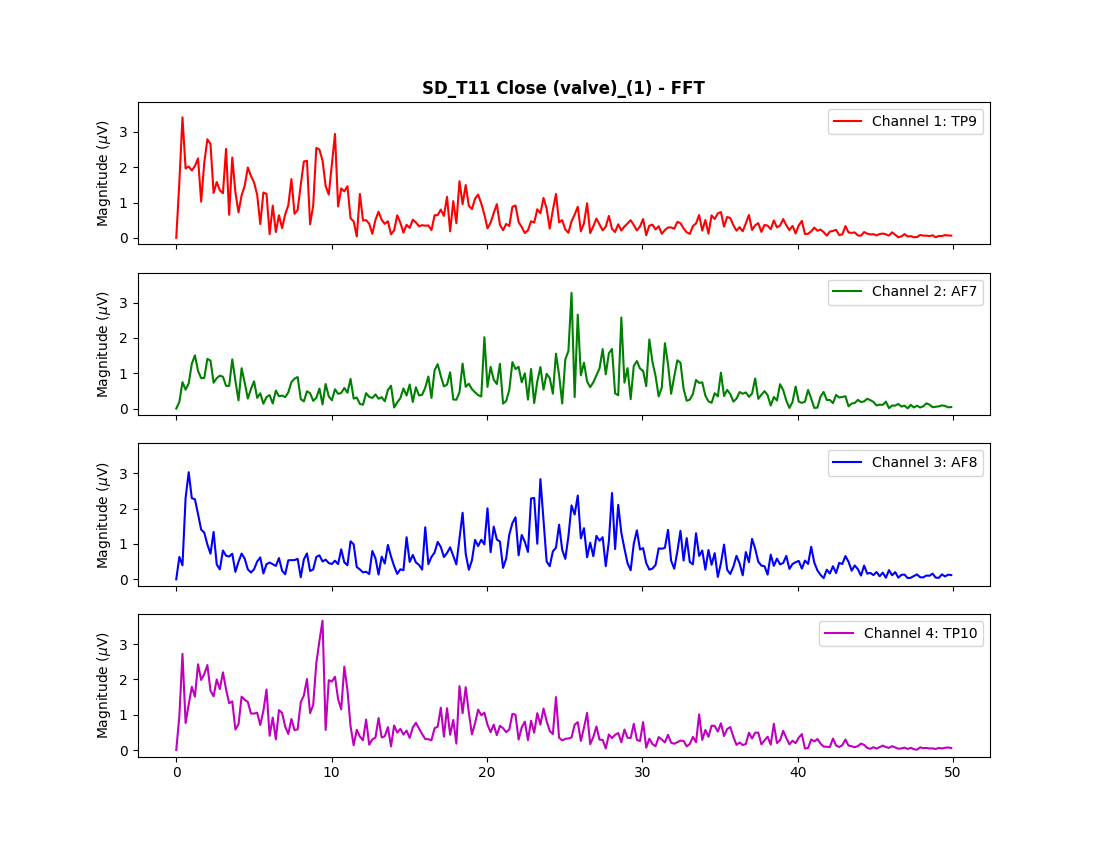 SD_T11 Close (valve)_(1) - FFT
Magnitude (μV)
3
2
1
0
Channel 1: TP9
Magnitude (μV)
3
2
1
0
Channel 2: AF7
Magnitude (μV)
3
2
1
0
Channel 3: AF8
Magnitude (μV)
3
2
1
0
Channel 4: TP10
0 10 20 30 40 50